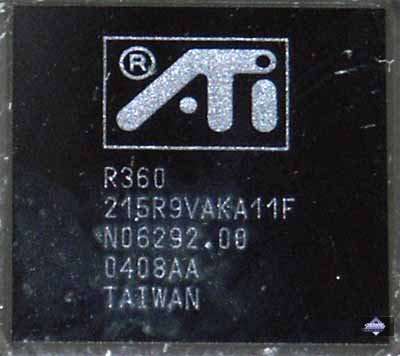 ® ATi
R360
215R9VAKA11F
N06292.00
0408AA
TAIWAN